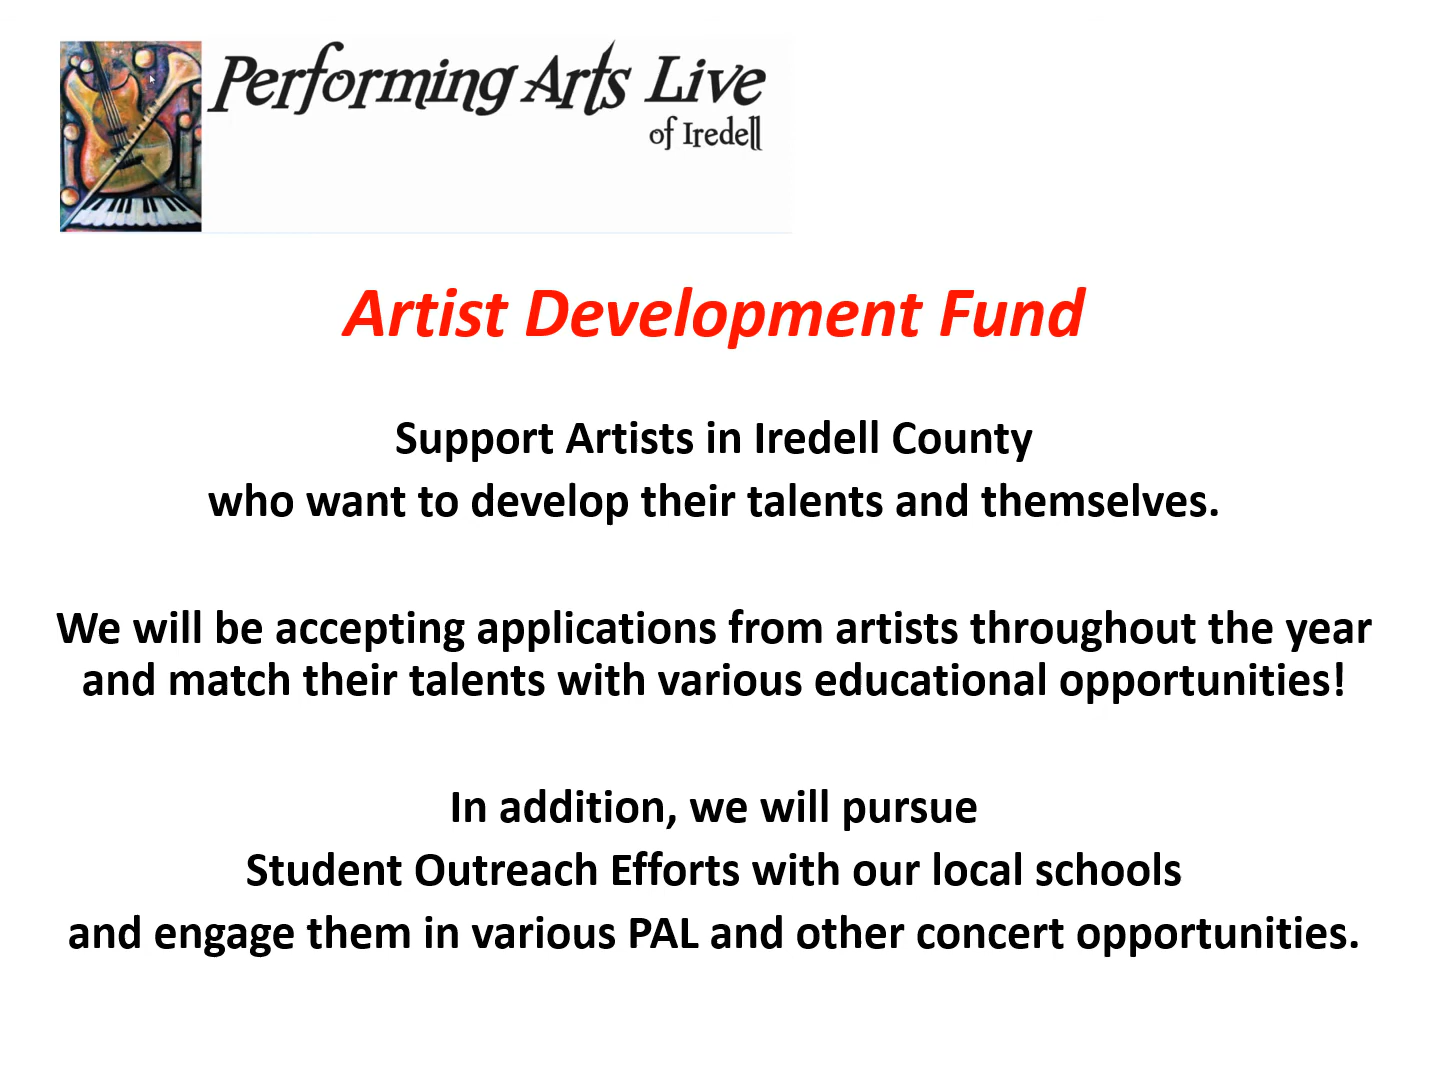 Performing Arts Live
of Iredell
Artist Development Fund
Support Artists in Iredell County
who want to develop their talents and themselves.
We will be accepting applications from artists throughout the year
and match their talents with various educational opportunities!
In addition, we will pursue
Student Outreach Efforts with our local schools
and engage them in various PAL and other concert opportunities.